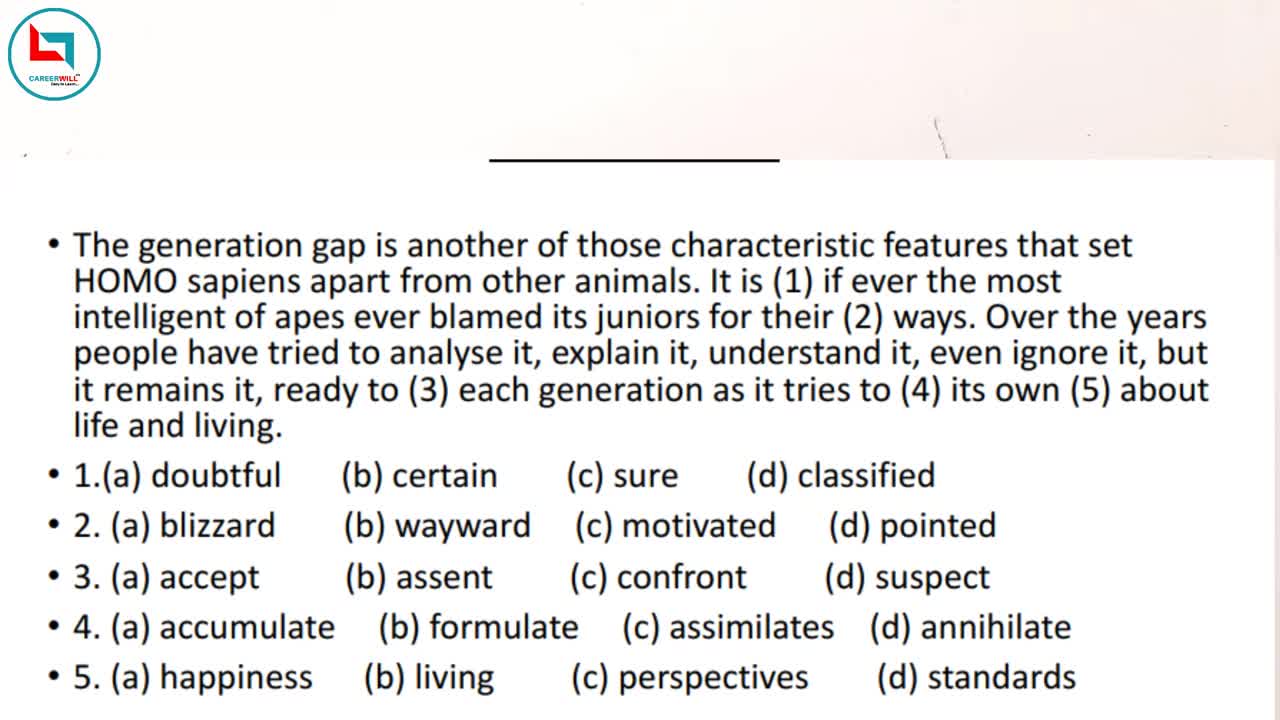 CAREERWILL
• The generation gap is another of those characteristic features that set
HOMO sapiens apart from other animals. It is (1) if ever the most
intelligent of apes ever blamed its juniors for their (2) ways. Over the years
people have tried to analyse it, explain it, understand it, even ignore it, but
it remains it, ready to (3) each generation as it tries to (4) its own (5) about
life and living.
• 1.(a) doubtful (b) certain (c) sure (d) classified
• 2. (a) blizzard (b) wayward (c) motivated (d) pointed
• 3. (a) accept (b) assent (c) confront (d) suspect
• 4. (a) accumulate (b) formulate (c) assimilates (d) annihilate
• 5. (a) happiness (b) living (c) perspectives (d) standards